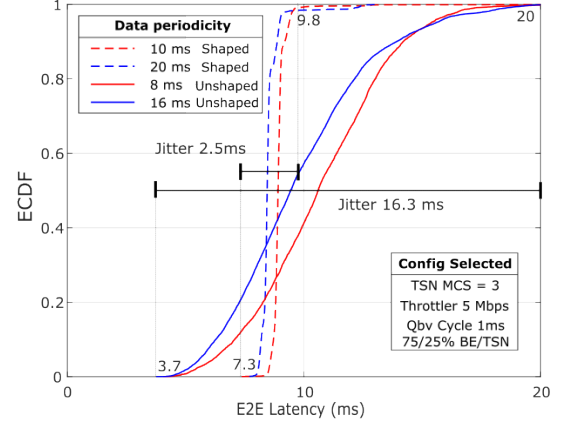 1
0.8
0.6
0.4
0.2
0
ECDF
Data periodicity
10 ms Shaped
20 ms Shaped
8 ms Unshaped
16 ms Unshaped
9.8
20
Jitter 2.5ms
Jitter 16.3 ms
Config Selected
TSN MCS = 3
Throttler 5 Mbps
Qbv Cycle 1ms
75/25% BE/TSN
3.7
7.3
0
10
20
E2E Latency (ms)